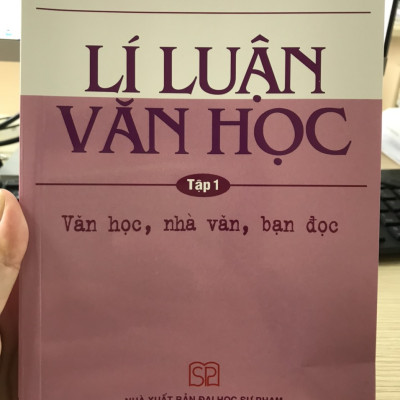 LÍ LUẬN
VĂN HỌC
Tập 1
Văn học, nhà văn, bạn đọc
SP
NHÀ XUẤT BẢN ĐẠI HỌC SƯ PHẠM